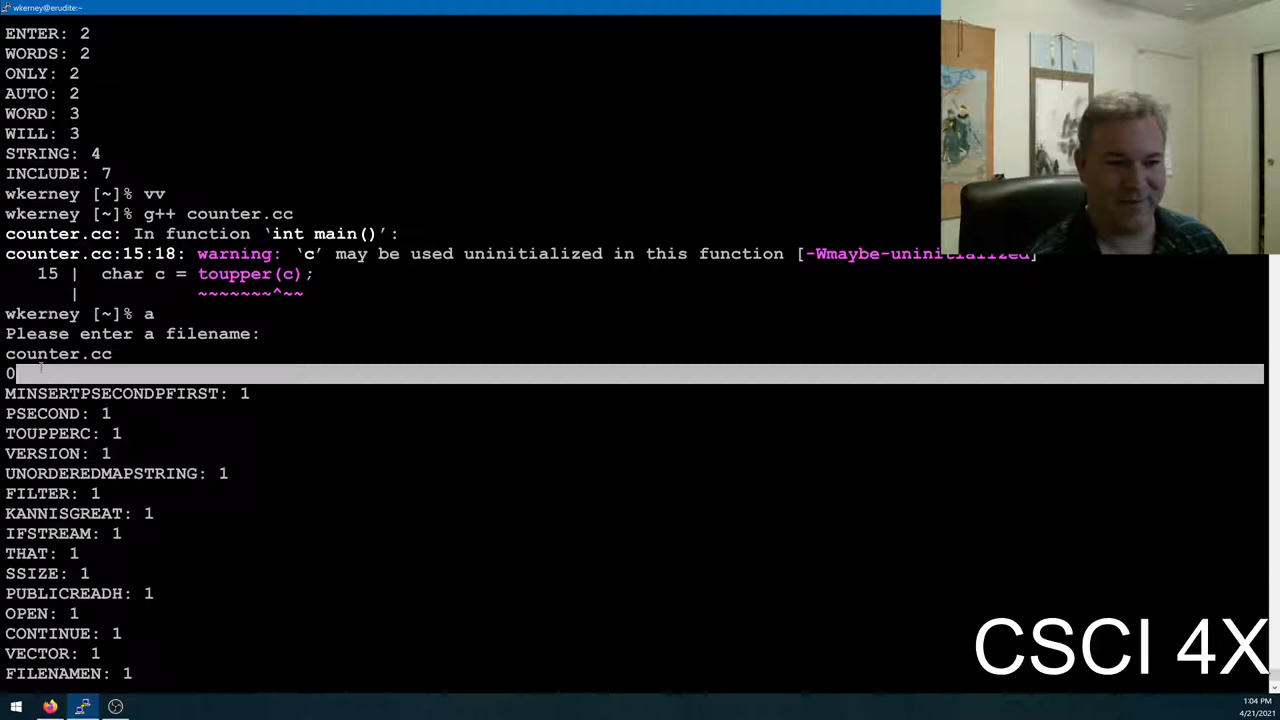 wkerney@erudite:~
ENTER: 2
WORDS: 2
ONLY: 2
AUTO: 2
WORD: 3
WILL: 3
STRING: 4
INCLUDE: 7
wkerney [~]% vv
wkerney [~]% g++ counter.cc
counter.cc: In function ‘int main()’:
counter.cc:15:18: warning: ‘c’ may be used uninitialized in this function [-Wmaybe-uninitialized]
15 | char c = toupper(c);
| ~~~~~~~^~~
wkerney [~]% a
Please enter a filename:
counter.cc
0
MINSERTPSECONDPFIRST: 1
PSECOND: 1
TOUPPERC: 1
VERSION: 1
UNORDEREDMAPSTRING: 1
FILTER: 1
KANNISGREAT: 1
IFSTREAM: 1
THAT: 1
SSIZE: 1
PUBLICREADH: 1
OPEN: 1
CONTINUE: 1
VECTOR: 1
FILENAMEN: 1
CSCI 4X
1:04 PM
4/21/2021